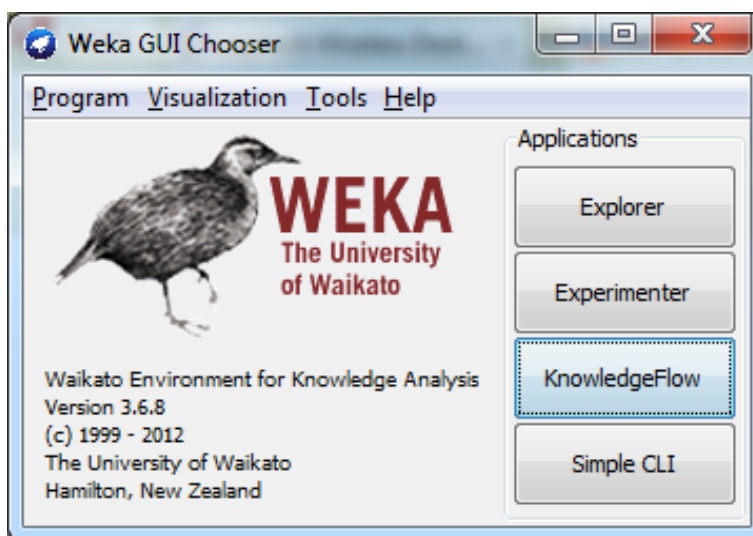 Weka GUI Chooser
Program Visualization Tools Help
WEKA
The University
of Waikato
Waikato Environment for Knowledge Analysis
Version 3.6.8
(c) 1999 - 2012
The University of Waikato
Hamilton, New Zealand
Applications
Explorer
Experimenter
KnowledgeFlow
Simple CLI